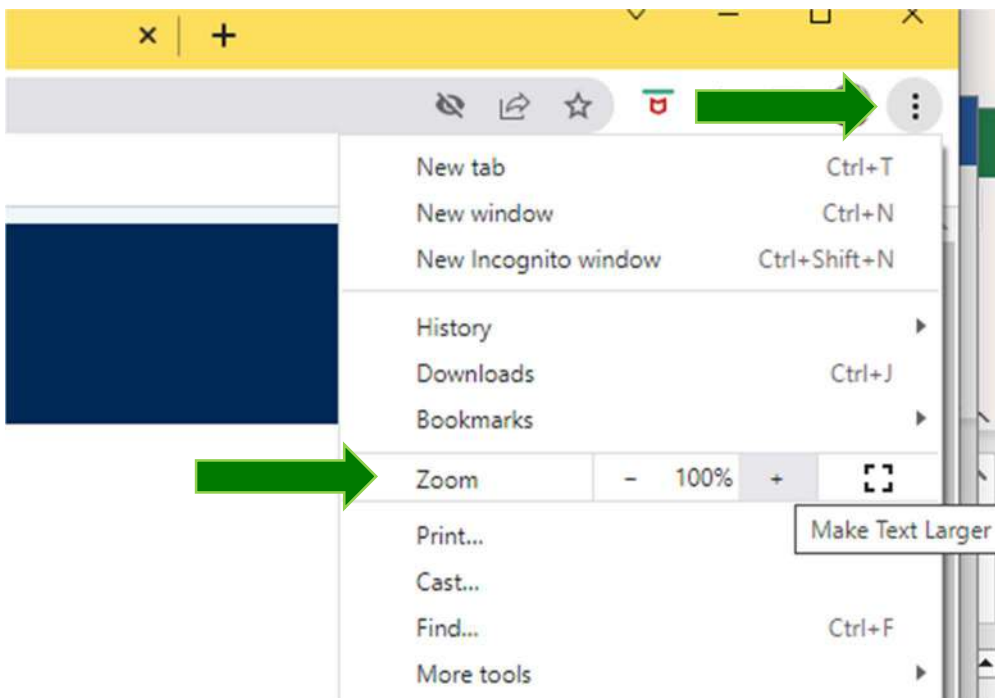 New tab Ctrl+T
New window Ctrl+N
New Incognito window Ctrl+Shift+N
History
Downloads Ctrl+J
Bookmarks
Zoom - 100% +
Make Text Larger
Print...
Cast...
Find... Ctrl+F
More tools